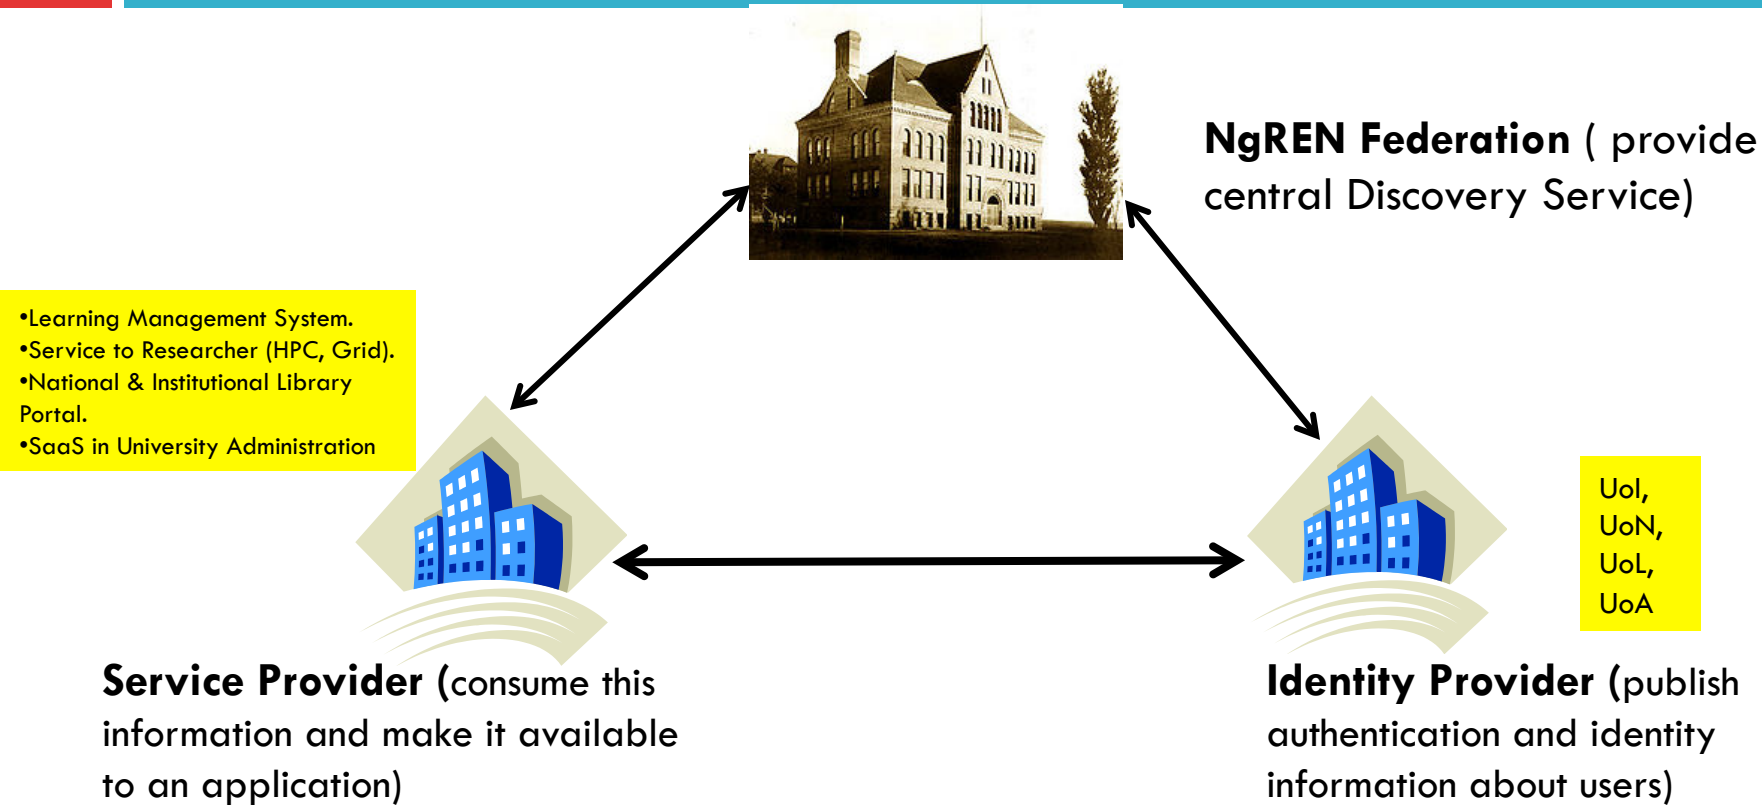 NgREN Federation ( provide
central Discovery Service)
•Learning Management System.
•Service to Researcher (HPC, Grid).
•National & Institutional Library
Portal.
•SaaS in University Administration
UoI,
UoN,
UoL,
UoA
Service Provider (consume this
information and make it available
to an application)
Identity Provider (publish
authentication and identity
information about users)